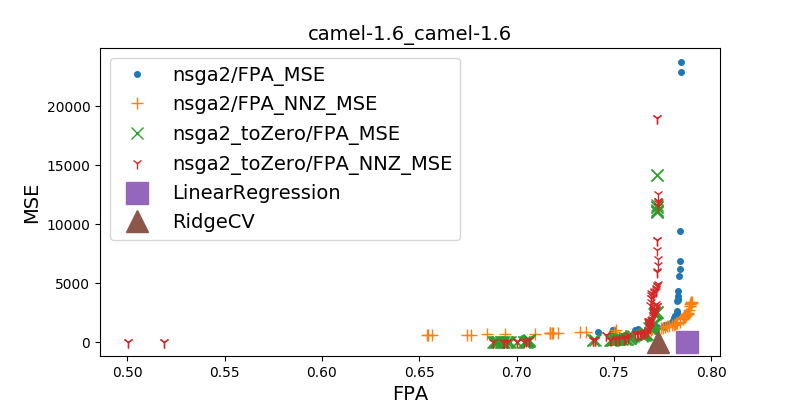 camel-1.6_camel-1.6
nsga2/FPA_MSE
nsga2/FPA_NNZ_MSE
nsga2_toZero/FPA_MSE
nsga2_toZero/FPA_NNZ_MSE
LinearRegression
RidgeCV
MSE
20000
15000
10000
5000
0
0.50 0.55 0.60 0.65 0.70 0.75 0.80
FPA